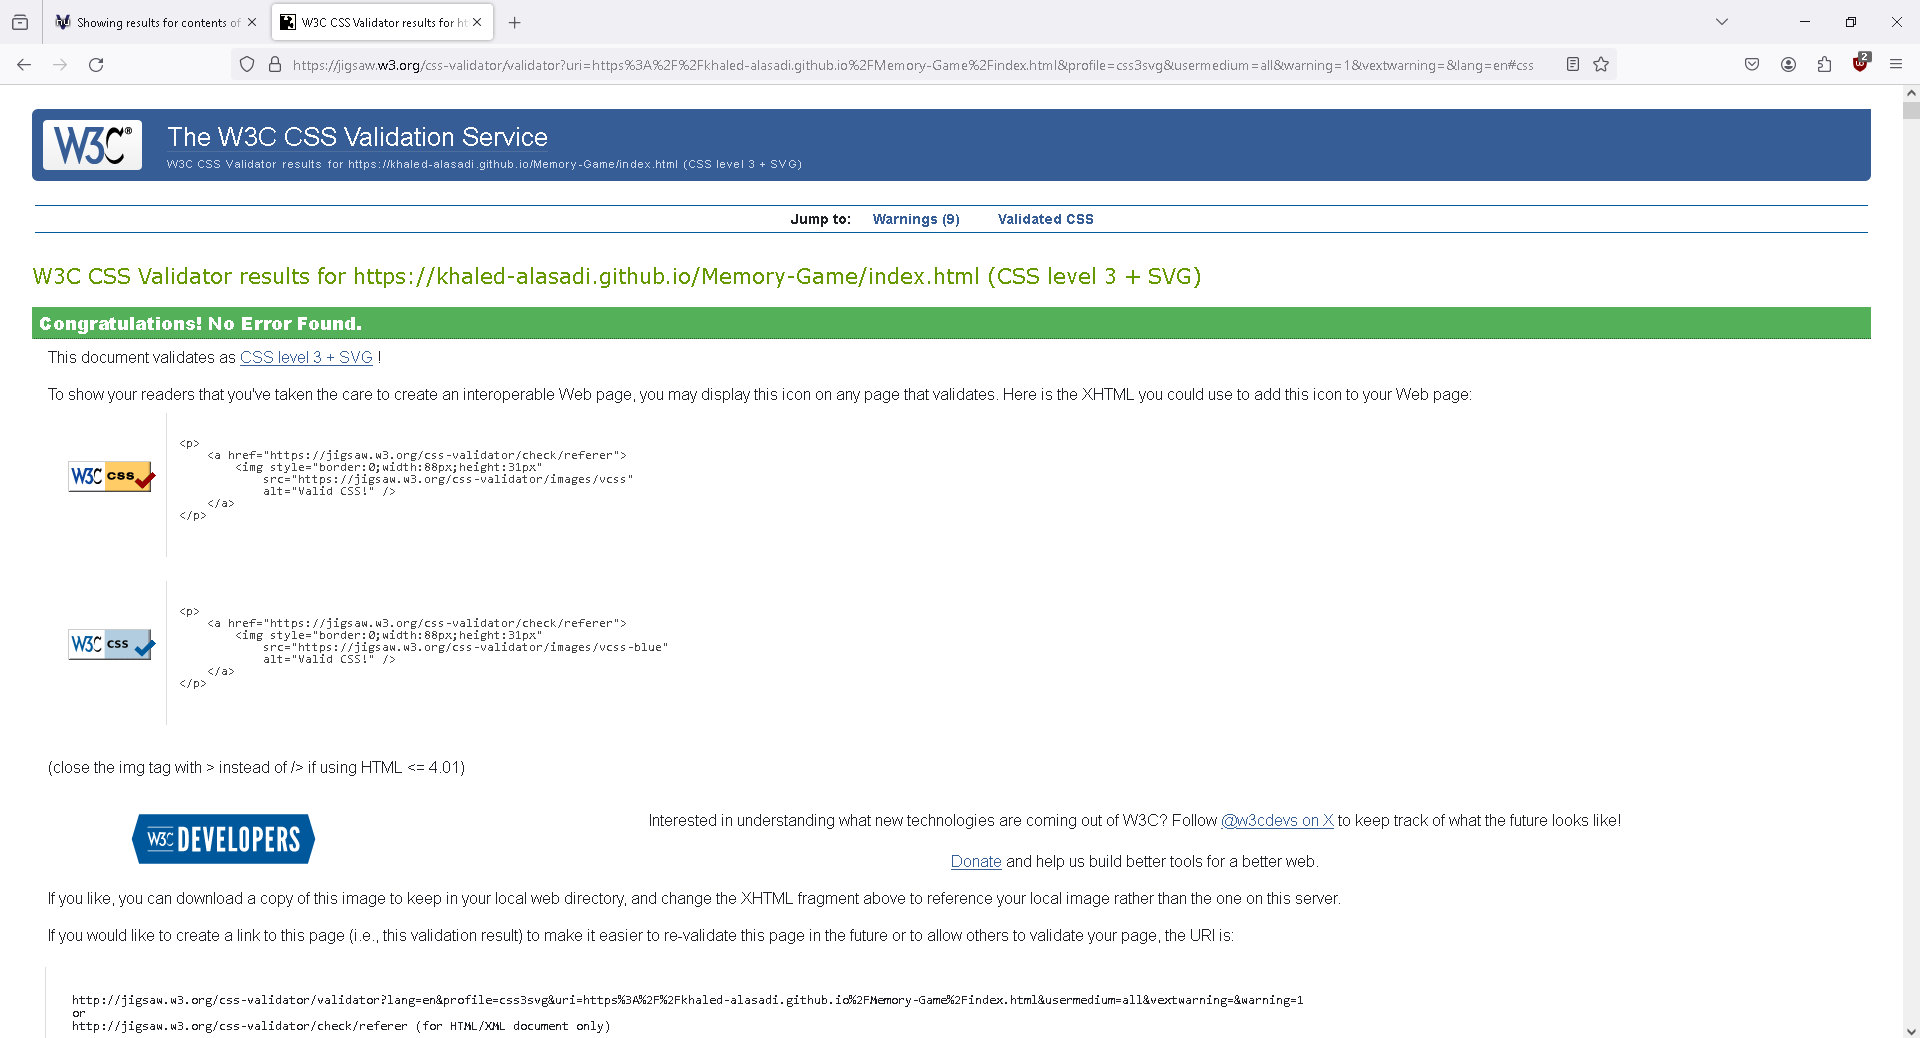 Showing results for contents of
W3C CSS Validator results for ht
https://jigsaw.w3.org/css-validator/validator?uri=https%3A%2F%2Fkhaled-alasadi.github.io%2FMemory-Game%2Findex.html&profile=css3svg&usermedium=all&warning=1&vextwarning=&lang=en#css
2
W3C®
The W3C CSS Validation Service
W3C CSS Validator results for https://khaled-alasadi.github.io/Memory-Game/index.html (CSS level 3 + SVG)
Jump to: Warnings (9) Validated CSS
W3C CSS Validator results for https://khaled-alasadi.github.io/Memory-Game/index.html (CSS level 3 + SVG)
Congratulations! No Error Found.
This document validates as CSS level 3 + SVG !
To show your readers that you've taken the care to create an interoperable Web page, you may display this icon on any page that validates. Here is the XHTML you could use to add this icon to your Web page:
W3C css
<p>
<a href="https://jigsaw.w3.org/css-validator/check/referer">
<img style="border:0;width:88px;height:31px"
src="https://jigsaw.w3.org/css-validator/images/vcss"
alt="Valid CSS!" />
</a>
</p>
W3C css
<p>
<a href="https://jigsaw.w3.org/css-validator/check/referer">
<img style="border:0;width:88px;height:31px"
src="https://jigsaw.w3.org/css-validator/images/vcss-blue"
alt="Valid CSS!" />
</a>
</p>
(close the img tag with > instead of /> if using HTML <= 4.01)
W3C DEVELOPERS
Interested in understanding what new technologies are coming out of W3C? Follow @w3cdevs on X to keep track of what the future looks like!
Donate and help us build better tools for a better web.
If you like, you can download a copy of this image to keep in your local web directory, and change the XHTML fragment above to reference your local image rather than the one on this server.
If you would like to create a link to this page (i.e., this validation result) to make it easier to re-validate this page in the future or to allow others to validate your page, the URI is:
http://jigsaw.w3.org/css-validator/validator?lang=en&profile=css3svg&uri=https%3A%2F%2Fkhaled-alasadi.github.io%2FMemory-Game%2Findex.html&usermedium=all&vextwarning=&warning=1
or
http://jigsaw.w3.org/css-validator/check/referer (for HTML/XML document only)